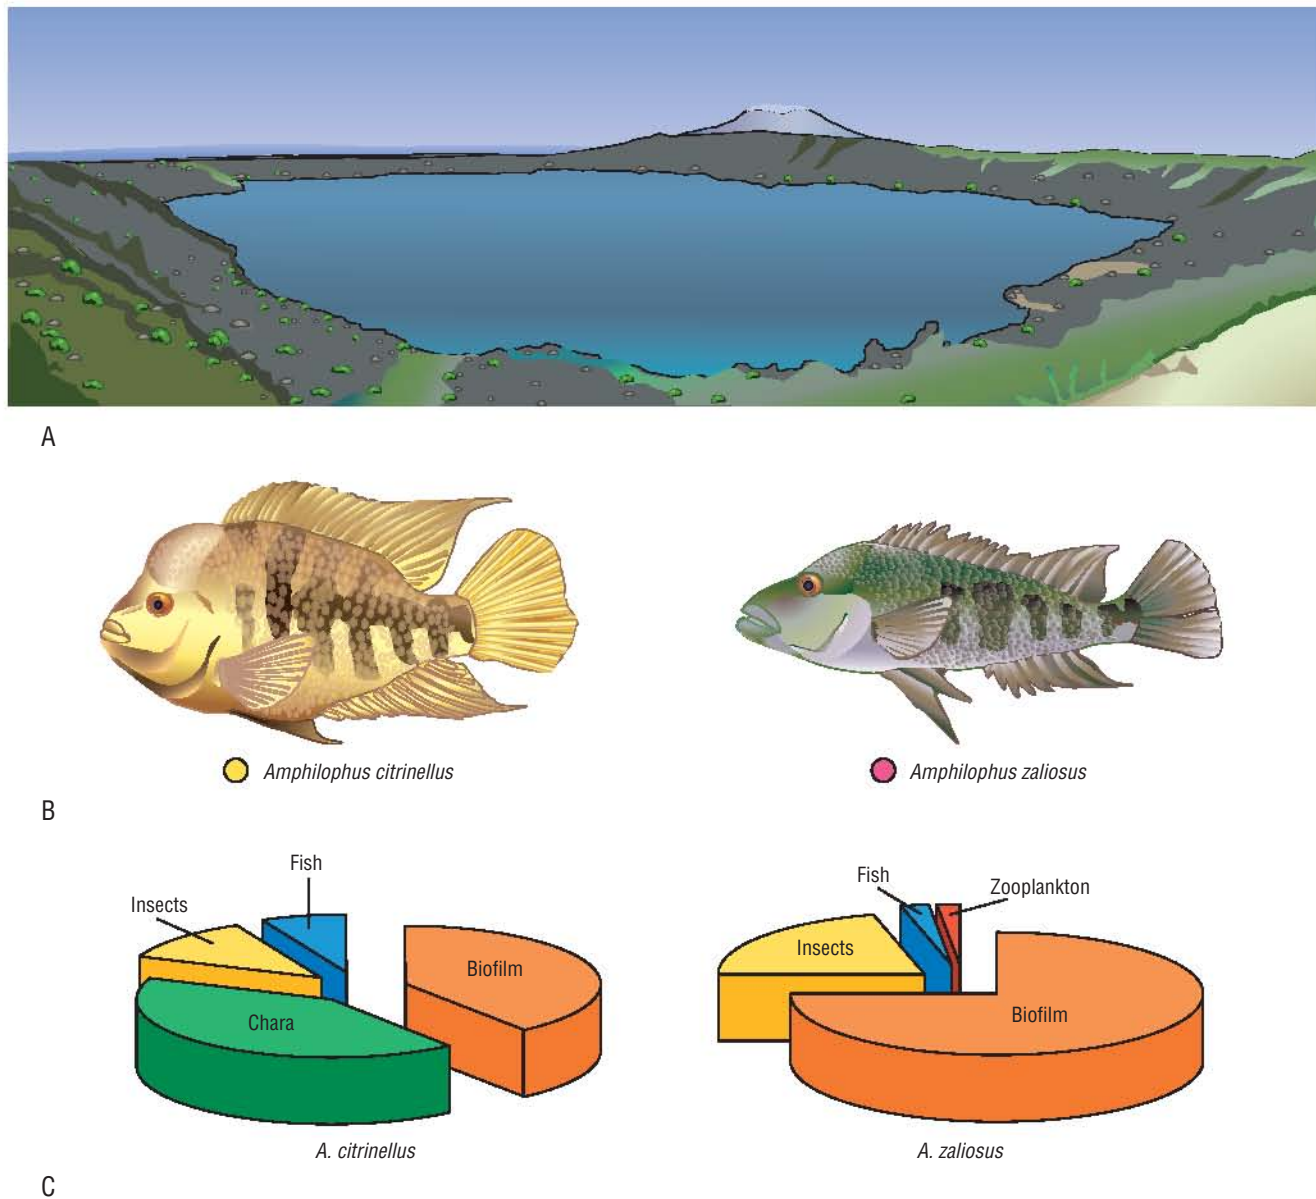 A
Amphilophus citrinellus
Amphilophus zaliosus
B
Fish
Insects
Biofilm
Chara
A. citrinellus
Fish
Zooplankton
Insects
Biofilm
A. zaliosus
C